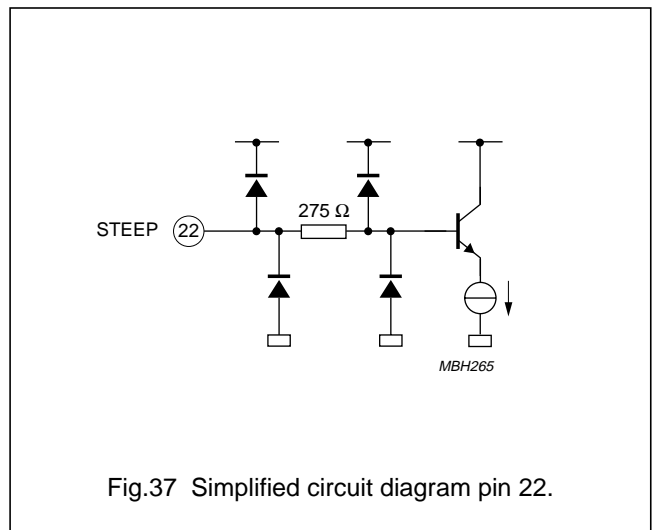 275 Ω
STEEP 22
MBH265
Fig.37 Simplified circuit diagram pin 22.